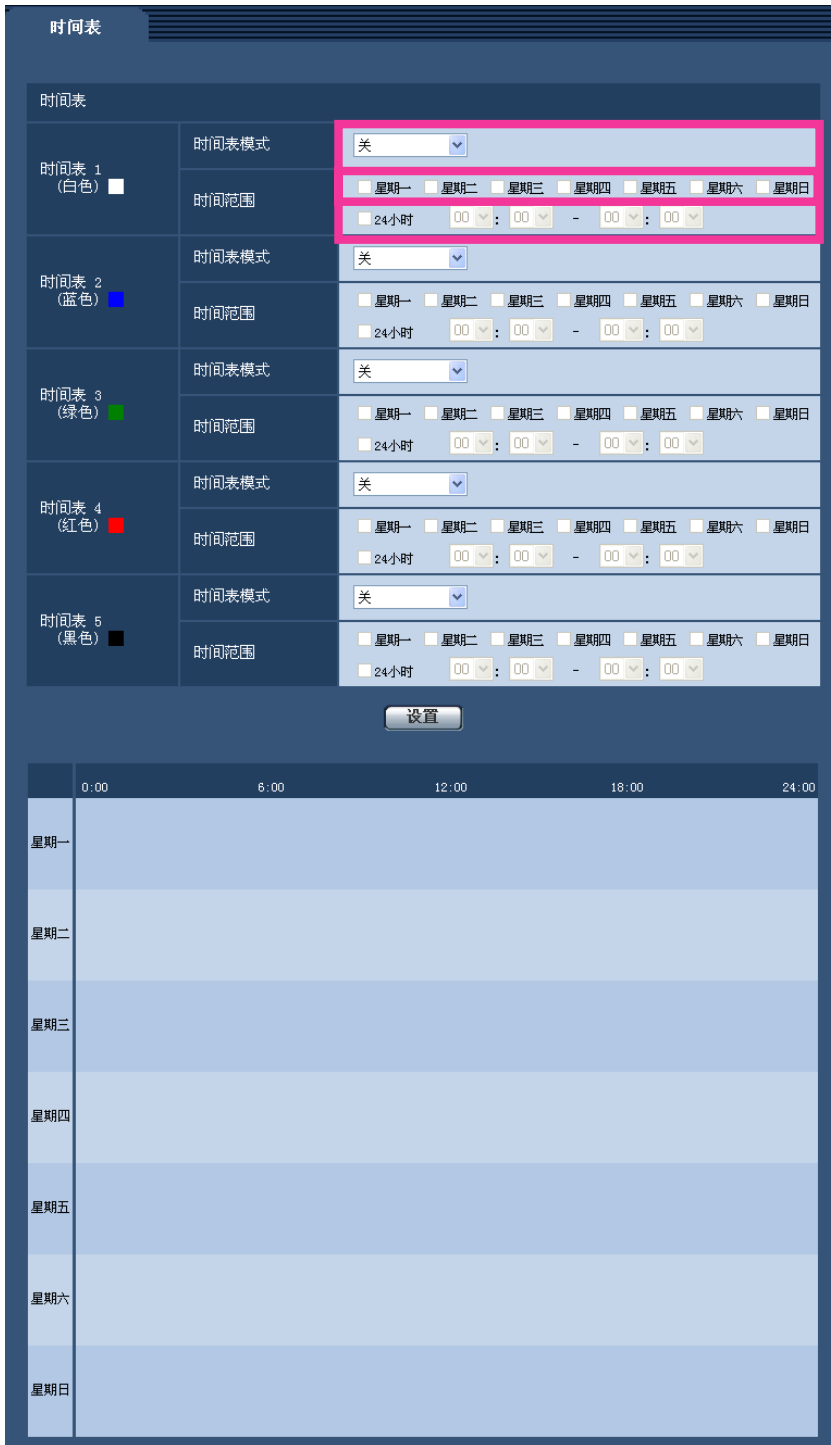 时间表
时间表
时间表 1
(白色)
时间表模式
关
时间范围
星期一 星期二 星期三 星期四 星期五 星期六 星期日
24小时 00 : 00 - 00 : 00
时间表 2
(蓝色)
时间表模式
关
时间范围
星期一 星期二 星期三 星期四 星期五 星期六 星期日
24小时 00 : 00 - 00 : 00
时间表 3
(绿色)
时间表模式
关
时间范围
星期一 星期二 星期三 星期四 星期五 星期六 星期日
24小时 00 : 00 - 00 : 00
时间表 4
(红色)
时间表模式
关
时间范围
星期一 星期二 星期三 星期四 星期五 星期六 星期日
24小时 00 : 00 - 00 : 00
时间表 5
(黑色)
时间表模式
关
时间范围
星期一 星期二 星期三 星期四 星期五 星期六 星期日
24小时 00 : 00 - 00 : 00
设置
0:00 6:00 12:00 18:00 24:00
星期一
星期二
星期三
星期四
星期五
星期六
星期日